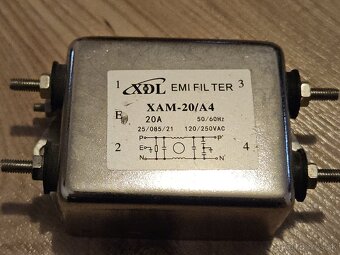 1 XDL EMI FILTER 3
XAM-20/A4
E 20A 50/60Hz
25/085/21 120/250VAC
2 P P' 4
E
N N'